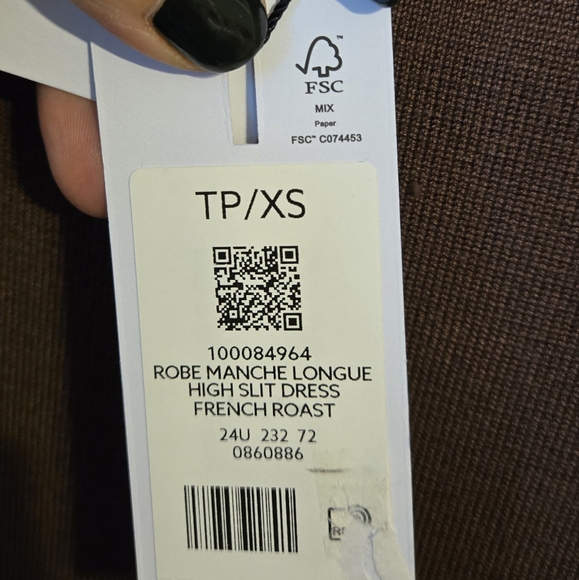 FSC™
MIX
Paper
FSC™ C074453
TP/XS
100084964
ROBE MANCHE LONGUE
HIGH SLIT DRESS
FRENCH ROAST
24U 232 72
0860886